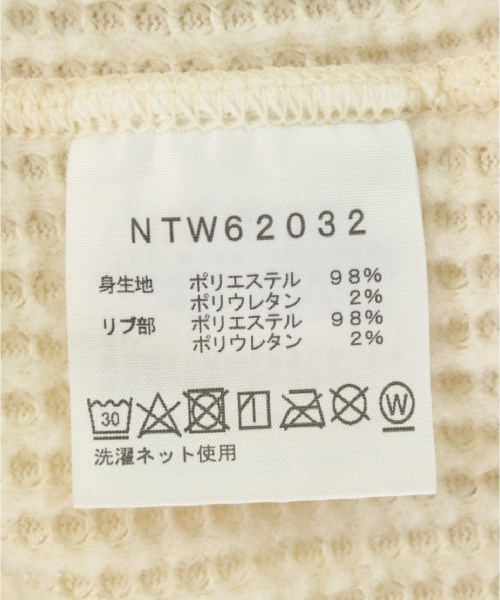 NTW62032
身生地 ポリエステル 98%
ポリウレタン 2%
リブ部 ポリエステル 98%
ポリウレタン 2%
30 W
洗濯ネット使用